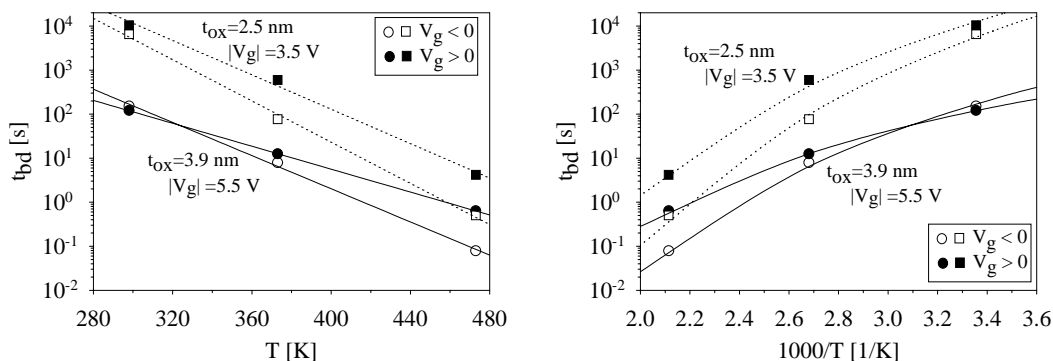 10^4
10^3
10^2
10^1
10^0
10^-1
10^-2
t_bd [s]
280 320 360 400 440 480
T [K]
t_ox=2.5 nm
|V_g| =3.5 V
t_ox=3.9 nm
|V_g| =5.5 V
V_g < 0
V_g > 0
10^4
10^3
10^2
10^1
10^0
10^-1
10^-2
t_bd [s]
2.0 2.2 2.4 2.6 2.8 3.0 3.2 3.4 3.6
1000/T [1/K]
t_ox=2.5 nm
|V_g| =3.5 V
t_ox=3.9 nm
|V_g| =5.5 V
V_g < 0
V_g > 0